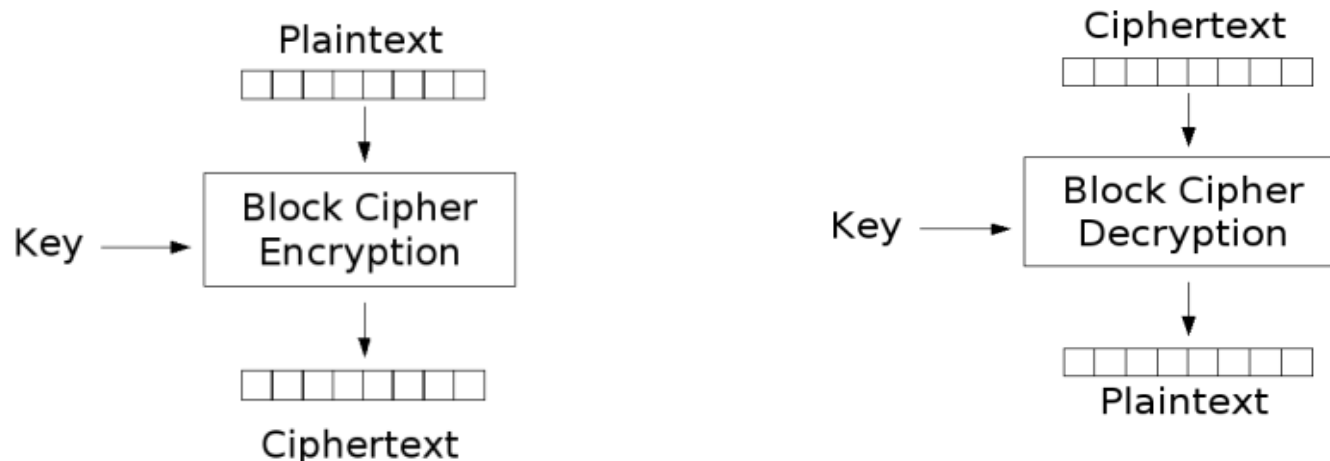 Plaintext
Key
Block Cipher
Encryption
Ciphertext
Ciphertext
Key
Block Cipher
Decryption
Plaintext